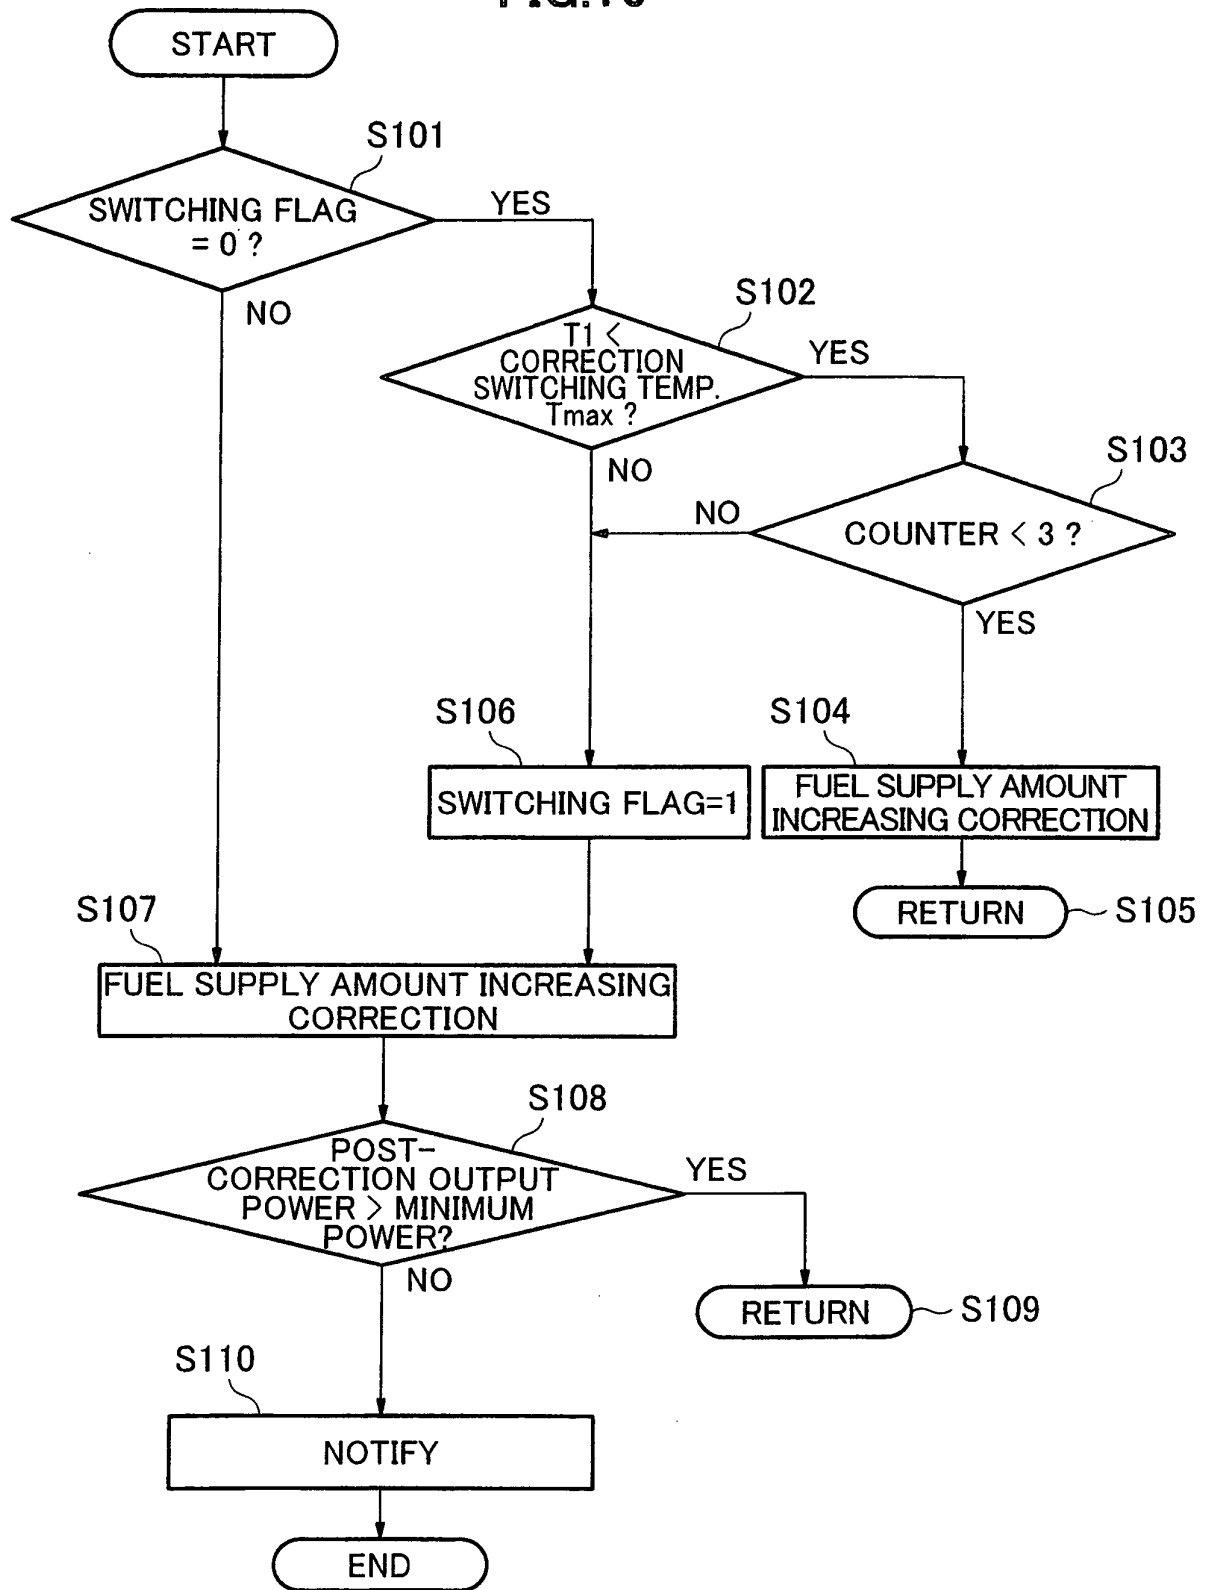 START
S101
SWITCHING FLAG
= 0 ?
YES
NO
S102
T1 <
CORRECTION
SWITCHING TEMP.
Tmax ?
YES
NO
S103
COUNTER < 3 ?
NO
YES
S106
SWITCHING FLAG=1
S104
FUEL SUPPLY AMOUNT
INCREASING CORRECTION
RETURN
S105
S107
FUEL SUPPLY AMOUNT INCREASING
CORRECTION
S108
POST-
CORRECTION OUTPUT
POWER > MINIMUM
POWER?
YES
NO
RETURN
S109
S110
NOTIFY
END